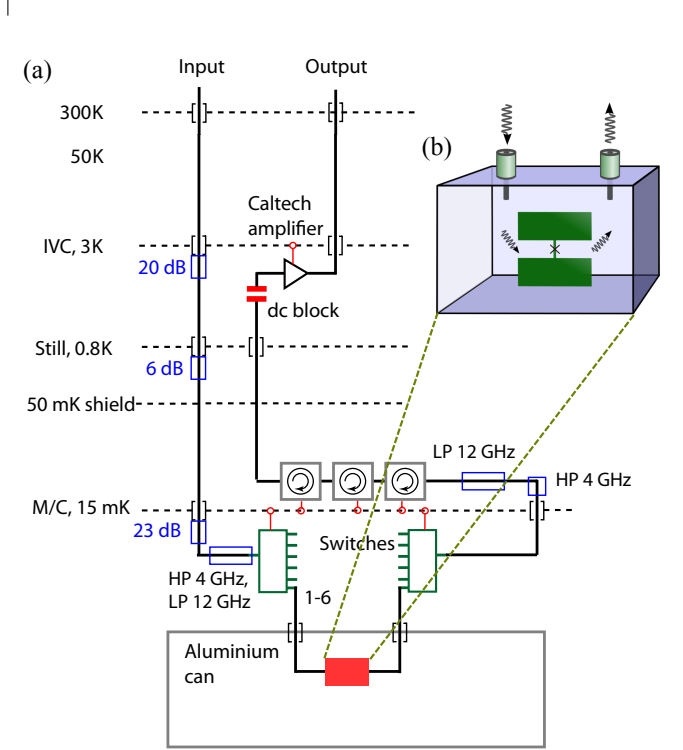 (a)
Input
Output
300K
50K
(b)
Caltech
amplifier
IVC, 3K
20 dB
dc block
Still, 0.8K
6 dB
50 mK shield
LP 12 GHz
HP 4 GHz
M/C, 15 mK
23 dB
Switches
HP 4 GHz,
LP 12 GHz
1-6
Aluminium
can